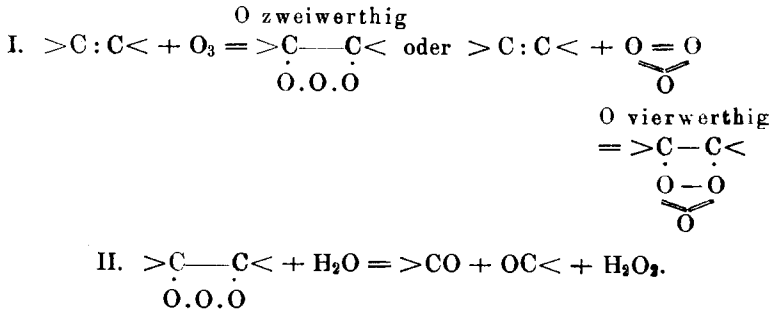 O zweiwerthig
I. >C:C< + O₃ = >C——C< oder >C:C< + O = O
O.O.O
O
O vierwerthig
= >C — C<
O — O
O
II. >C——C< + H₂O = >CO + OC< + H₂O₂.
O.O.O